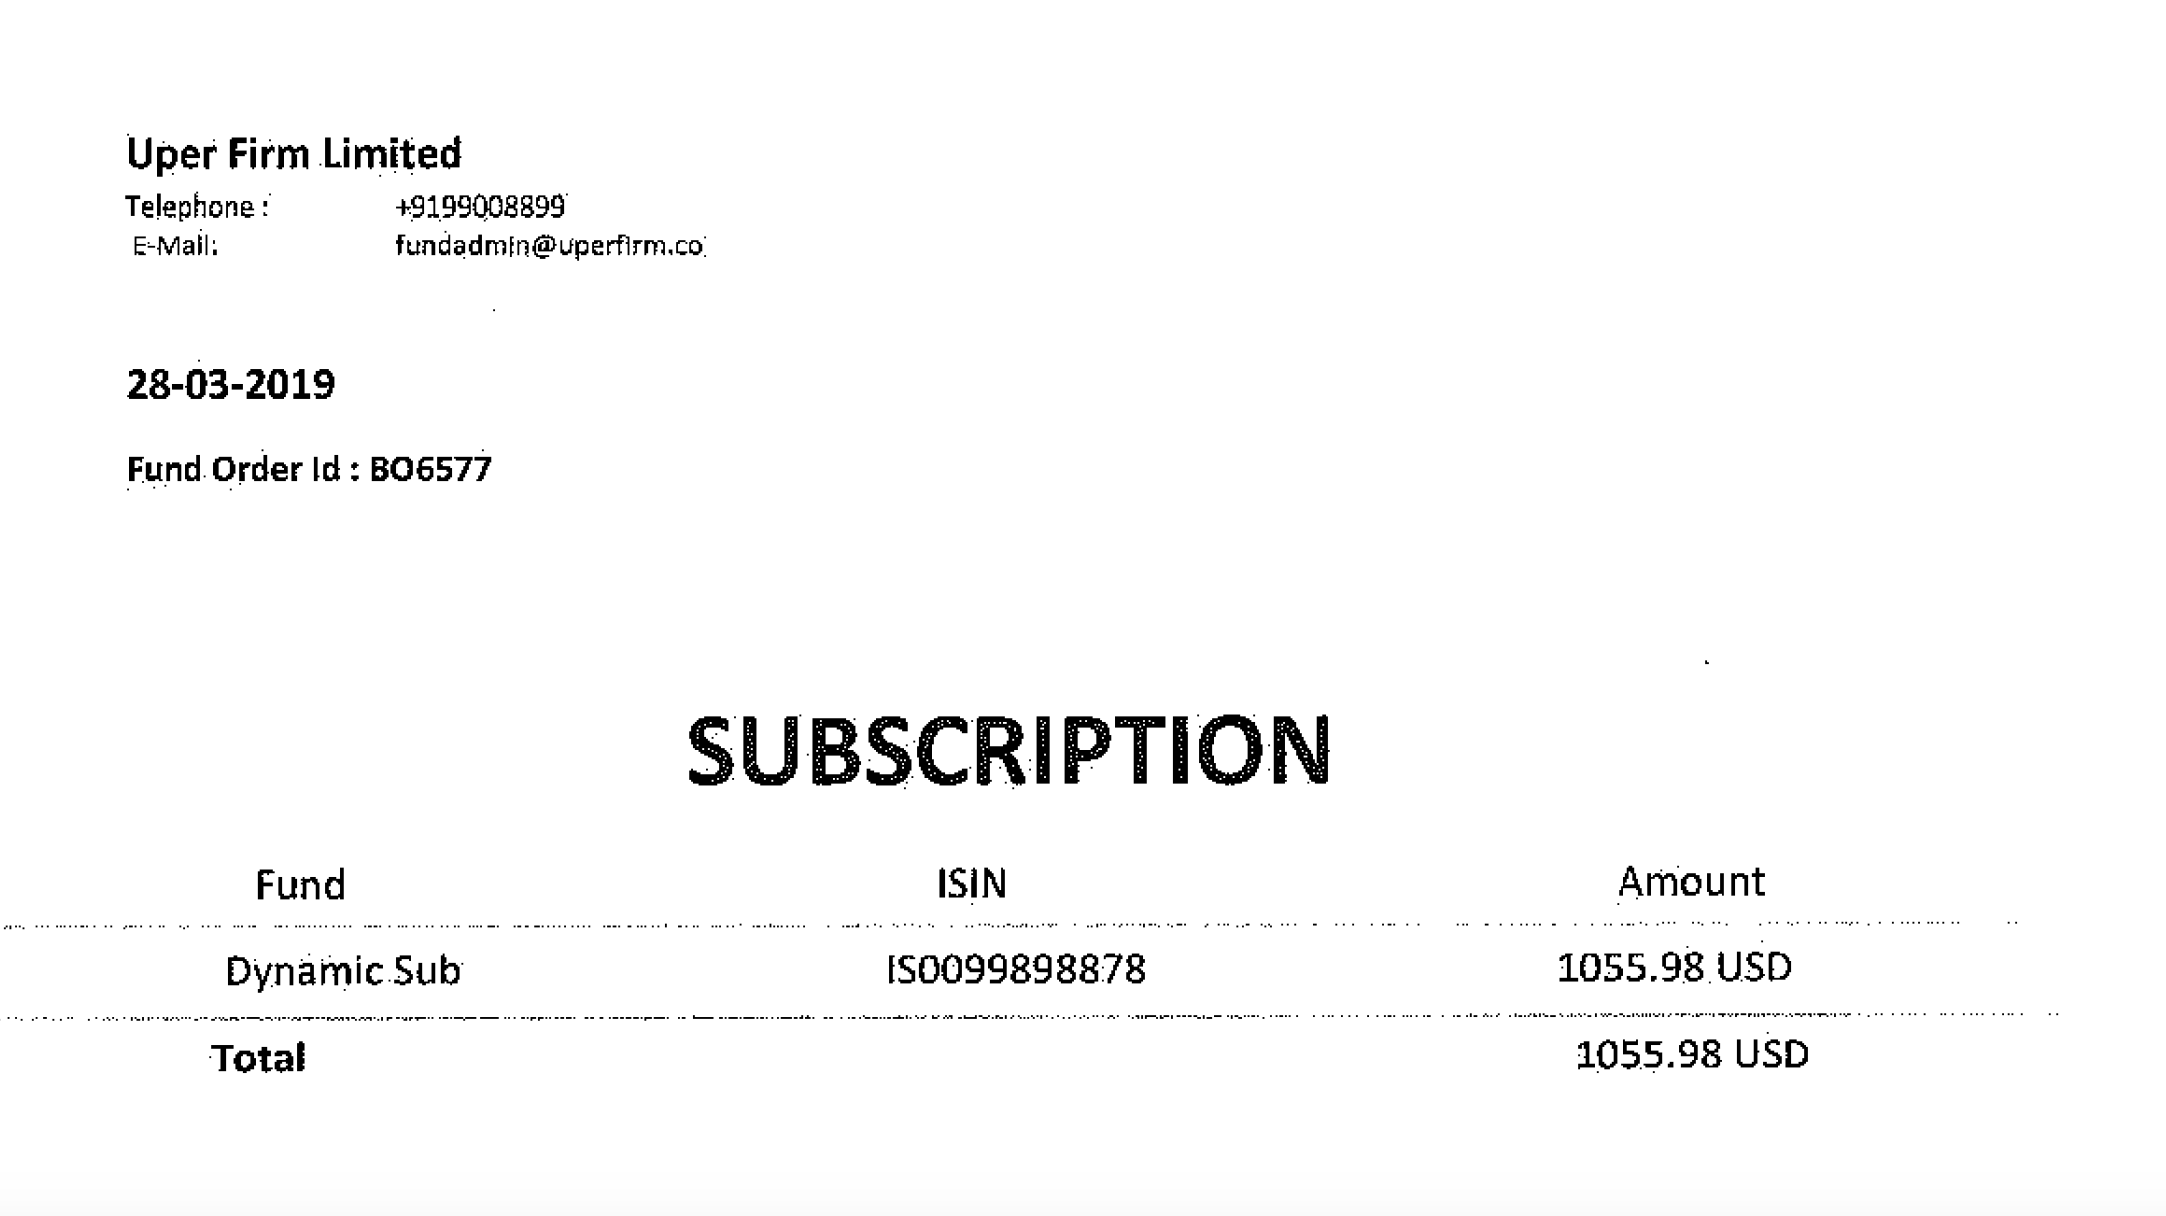 Uper Firm Limited
Telephone : +9199008899
E-Mail: fundadmin@uperfirm.co
28-03-2019
Fund Order Id : BO6577
SUBSCRIPTION
Fund ISIN Amount
Dynamic Sub IS0099898878 1055.98 USD
Total 1055.98 USD